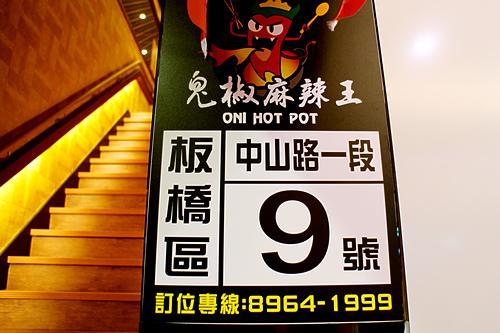 鬼椒麻辣王
ONI HOT POT
板橋區
中山路一段
9號
訂位專線:8964-1999